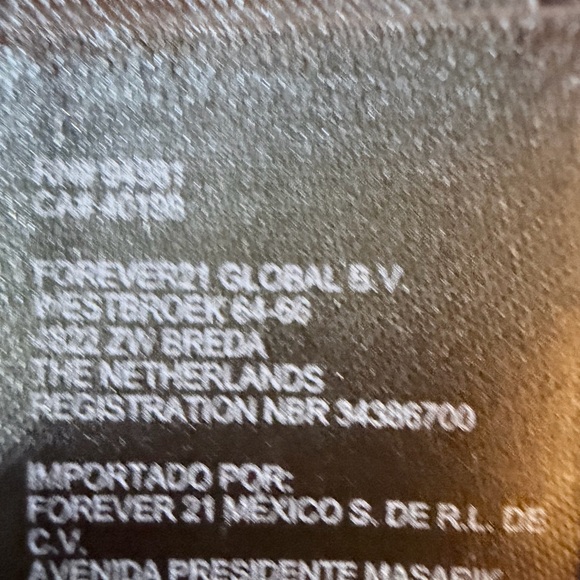 FOREVER21 GLOBAL B.V.
WESTBROEK 64-66
4822 ZW BREDA
THE NETHERLANDS
REGISTRATION NBR 34386700
IMPORTADO POR:
FOREVER 21 MÉXICO S. DE R.L. DE
C.V.
AVENIDA PRESIDENTE MASARIK